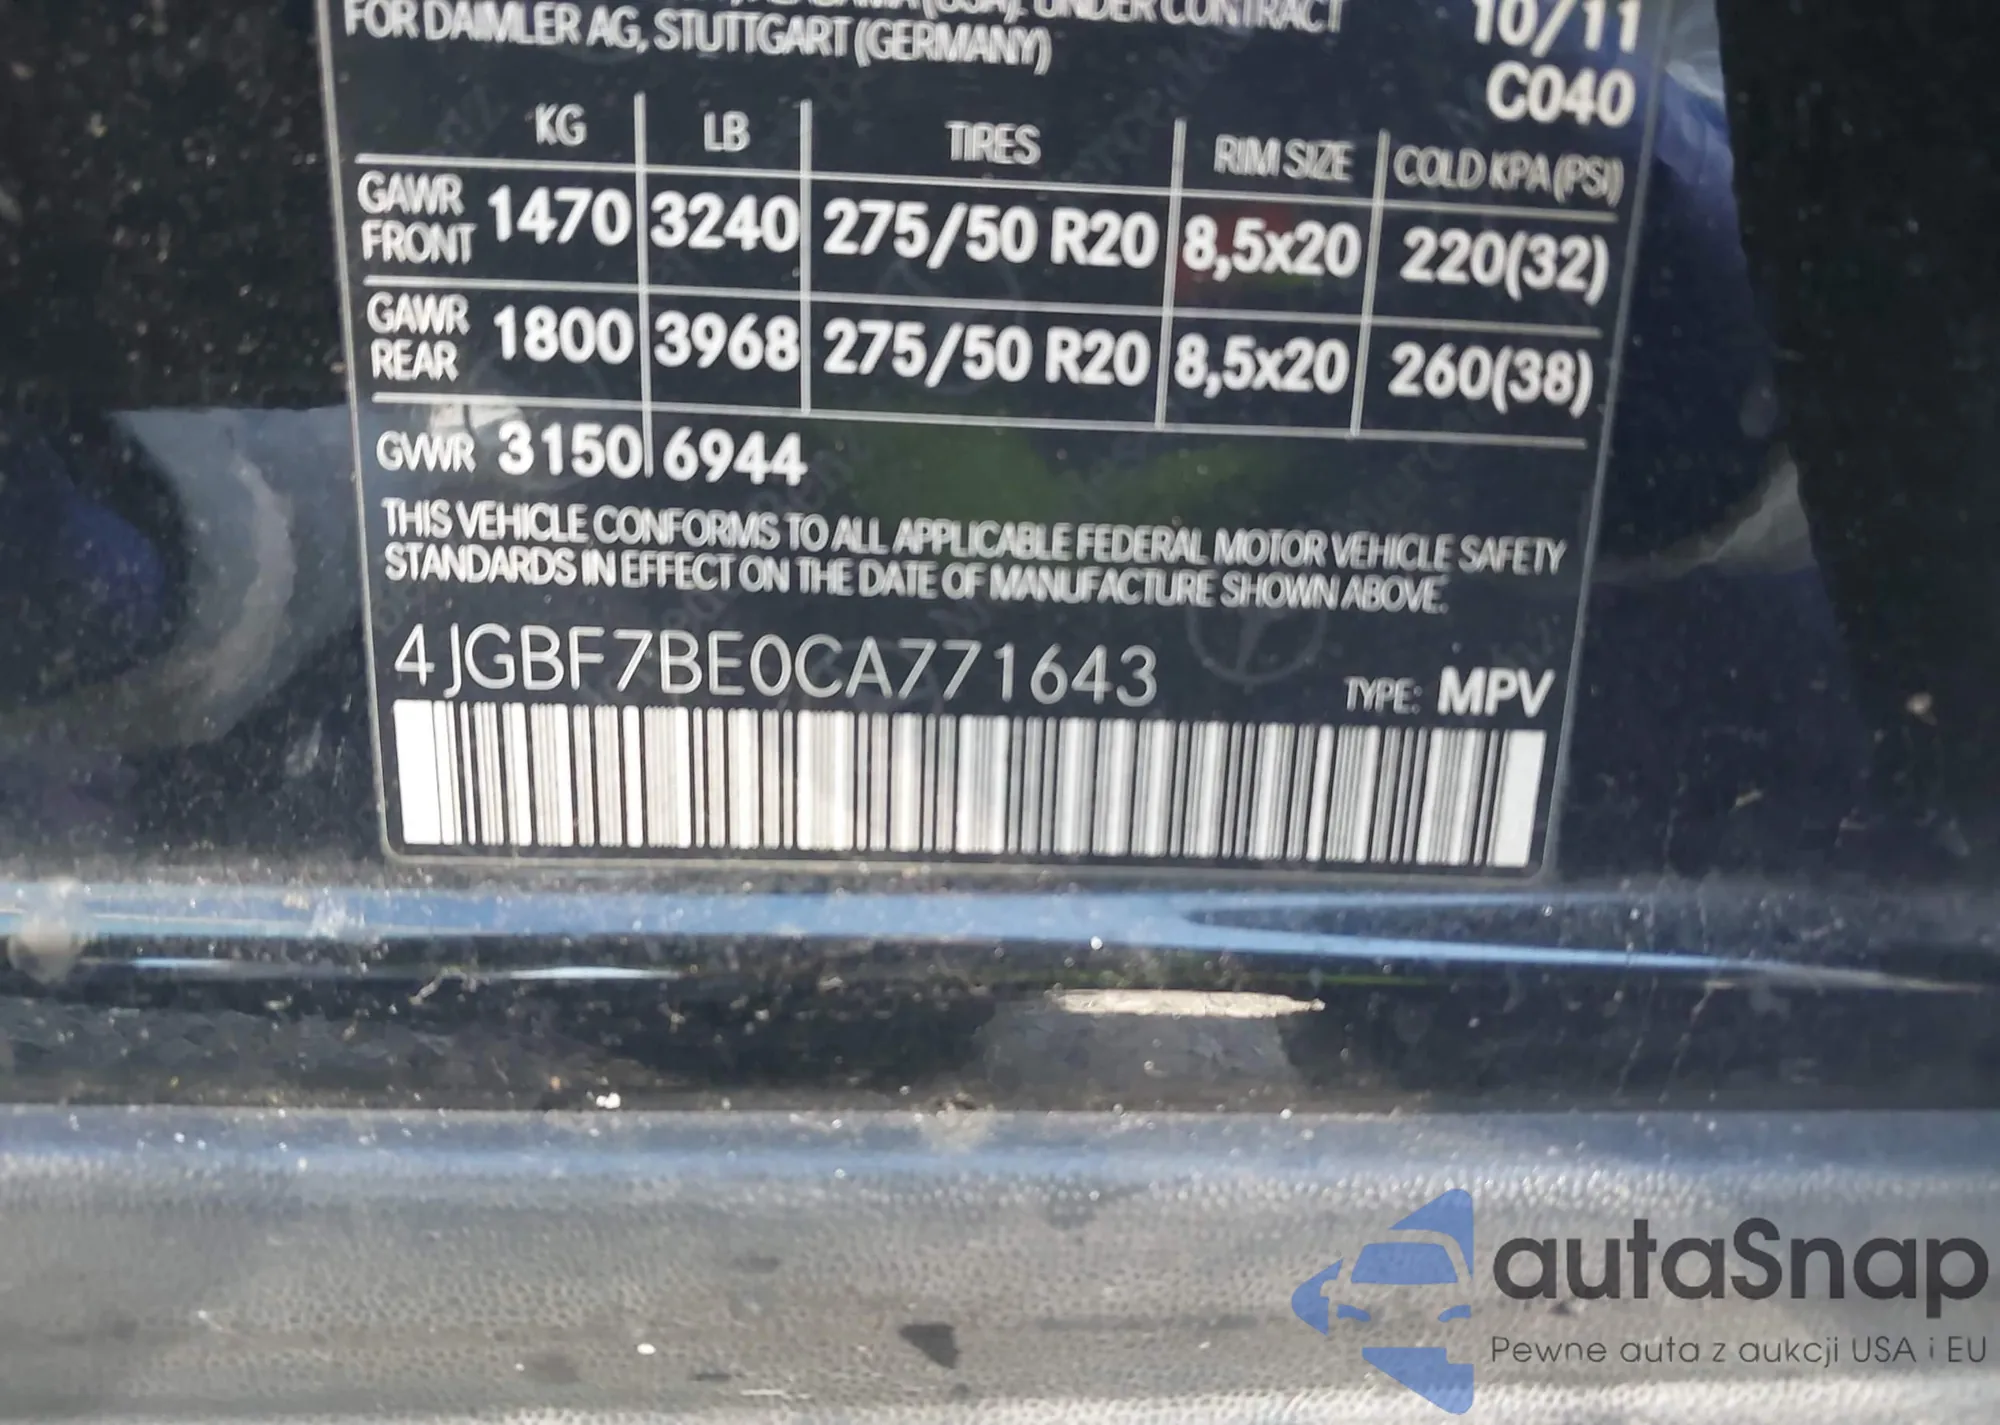 (USA). UNDER CONTRACT
FOR DAIMLER AG, STUTTGART (GERMANY)
10/11
C040
KG LB TIRES RIM SIZE COLD KPA (PSI)
GAWR FRONT 1470 3240 275/50 R20 8,5x20 220(32)
GAWR REAR 1800 3968 275/50 R20 8,5x20 260(38)
GVWR 3150 6944
THIS VEHICLE CONFORMS TO ALL APPLICABLE FEDERAL MOTOR VEHICLE SAFETY
STANDARDS IN EFFECT ON THE DATE OF MANUFACTURE SHOWN ABOVE.
4JGBF7BE0CA771643 TYPE: MPV
autaSnap
Pewne auta z aukcji USA i EU